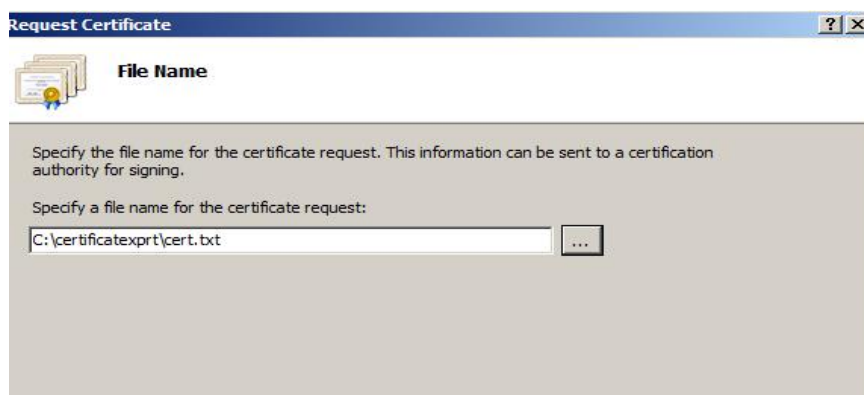 Request Certificate
File Name
Specify the file name for the certificate request. This information can be sent to a certification
authority for signing.
Specify a file name for the certificate request:
C:\certificatexprt\cert.txt
...